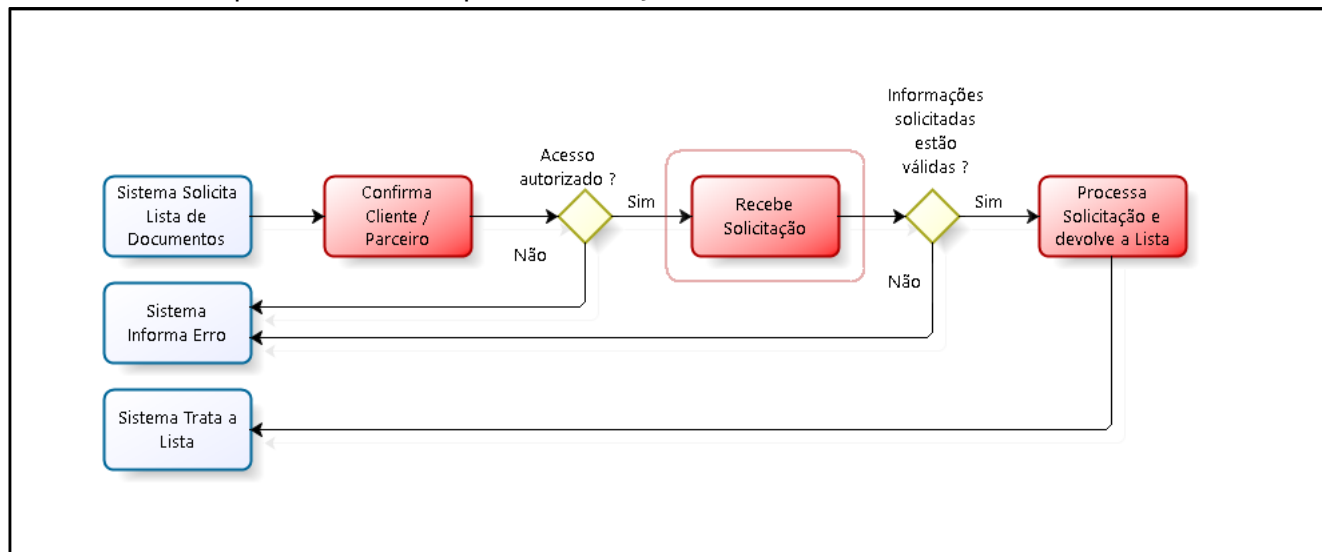 Informações
solicitadas
estão
válidas ?
Acesso
autorizado ?
Sistema Solicita
Lista de
Documentos
Confirma
Cliente /
Parceiro
Sim
Recebe
Solicitação
Sim
Processa
Solicitação e
devolve a Lista
Não
Não
Sistema
Informa Erro
Sistema Trata a
Lista